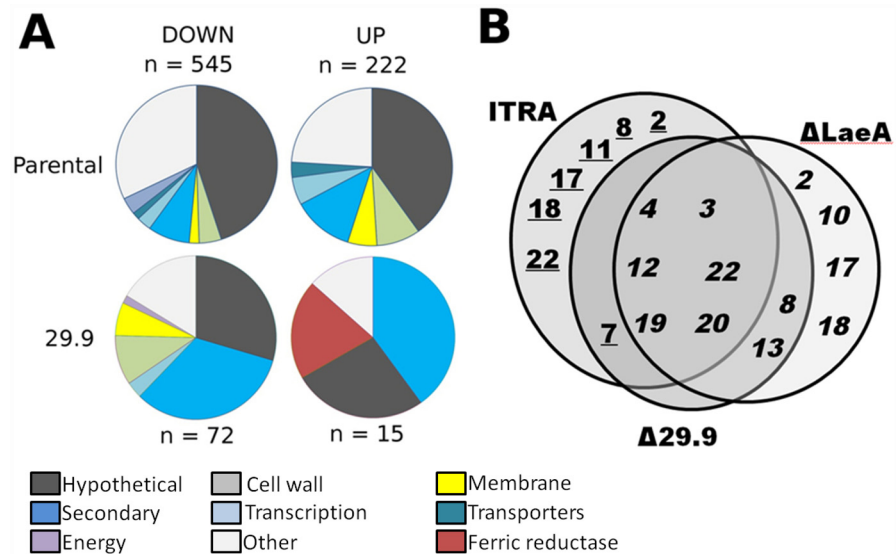 A
DOWN
n = 545
UP
n = 222
Parental
29.9
n = 72
n = 15
B
ITRA
ΔLaeA
8 2
11
17
18
22
7
4 3
12 22
19 20
8
13
2
10
17
18
Δ29.9
Hypothetical
Cell wall
Membrane
Secondary
Transcription
Transporters
Energy
Other
Ferric reductase